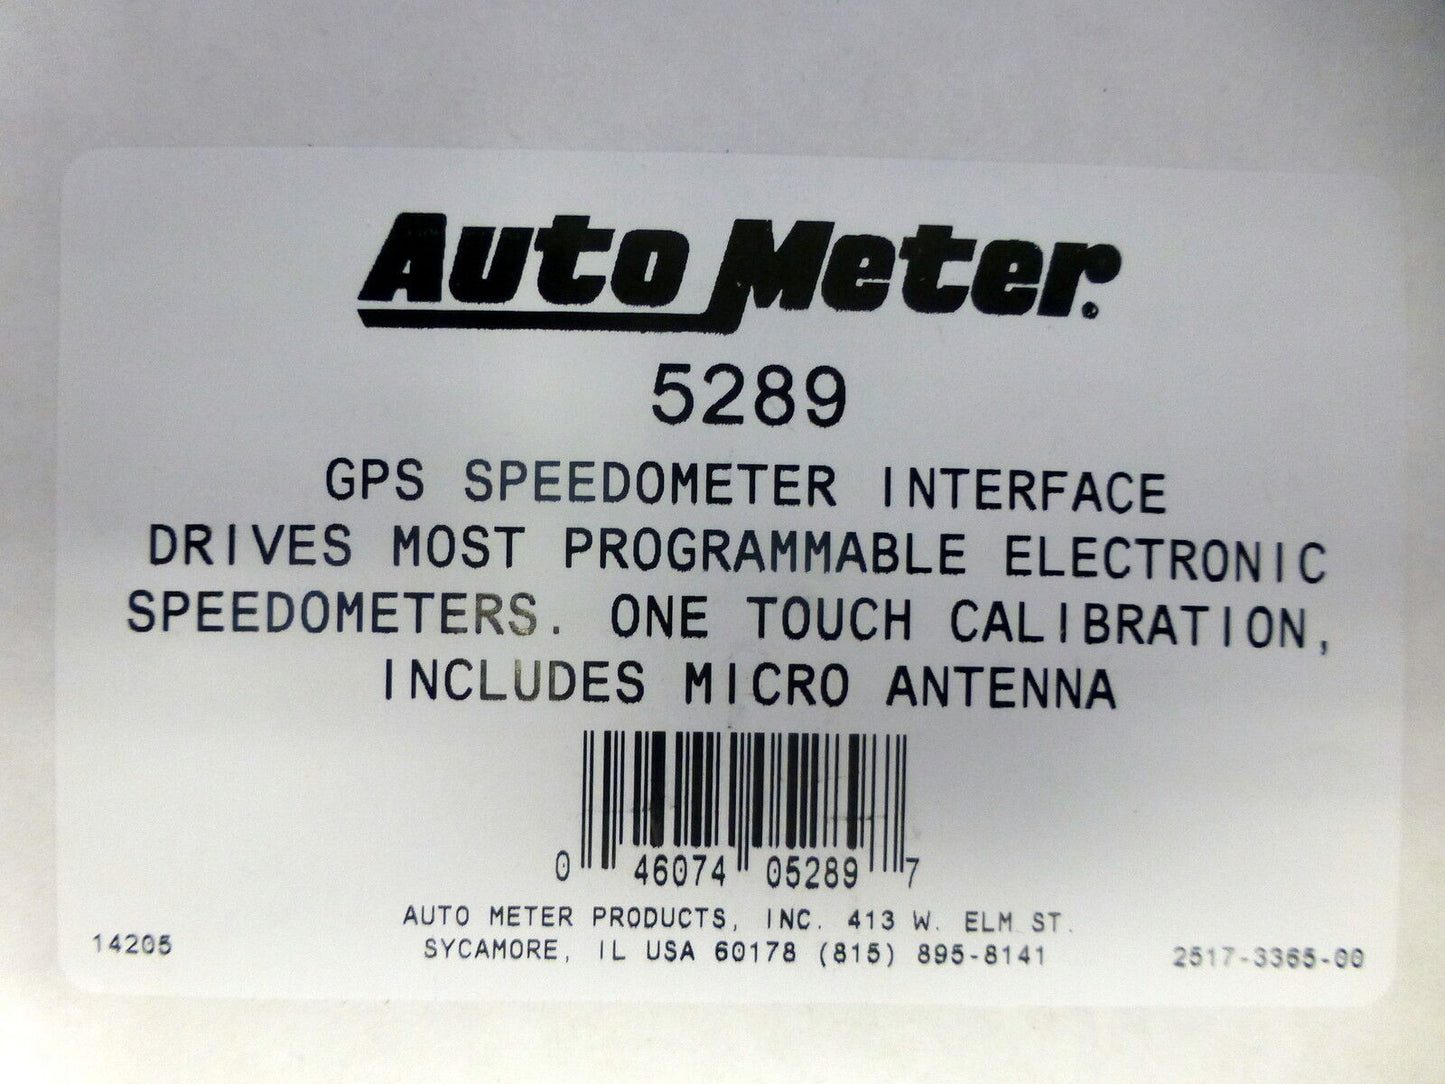 Auto Meter®
5289
GPS SPEEDOMETER INTERFACE
DRIVES MOST PROGRAMMABLE ELECTRONIC
SPEEDOMETERS. ONE TOUCH CALIBRATION,
INCLUDES MICRO ANTENNA
0 46074 05289 7
AUTO METER PRODUCTS, INC. 413 W. ELM ST.
SYCAMORE, IL USA 60178 (815) 895-8141
14205
2517-3365-00